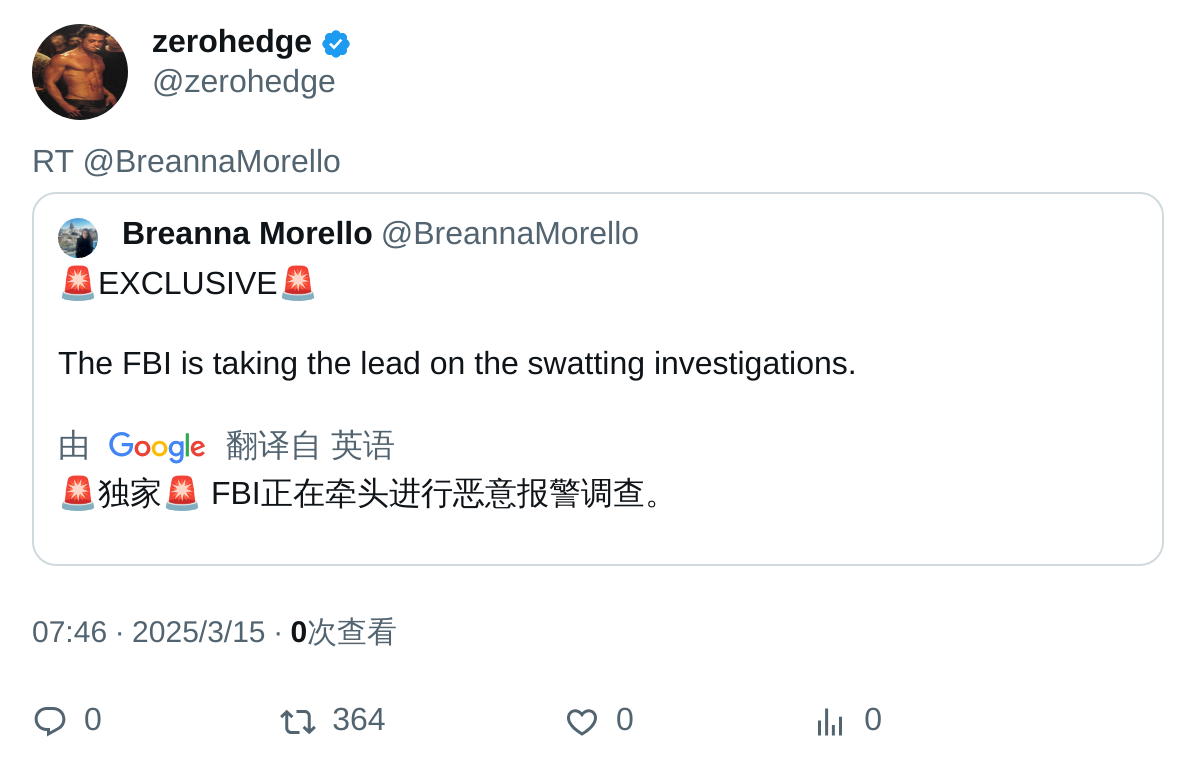 zerohedge
@zerohedge
RT @BreannaMorello
Breanna Morello @BreannaMorello
🚨EXCLUSIVE🚨
The FBI is taking the lead on the swatting investigations.
由 Google 翻译自 英语
🚨独家🚨 FBI正在牵头进行恶意报警调查。
07:46 · 2025/3/15 · 0次查看
0 364 0 0